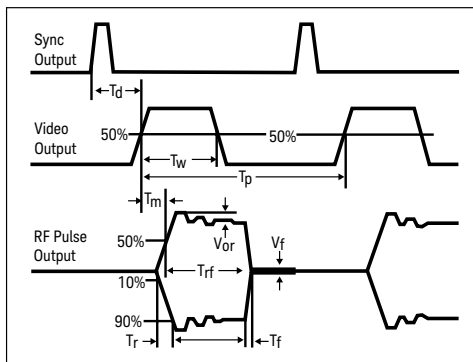 Sync
Output
Td
Video
Output
50%
50%
Tw
Tp
Tm
RF Pulse
Output
50%
Vor
Vf
Trf
10%
90%
Tr
Tf